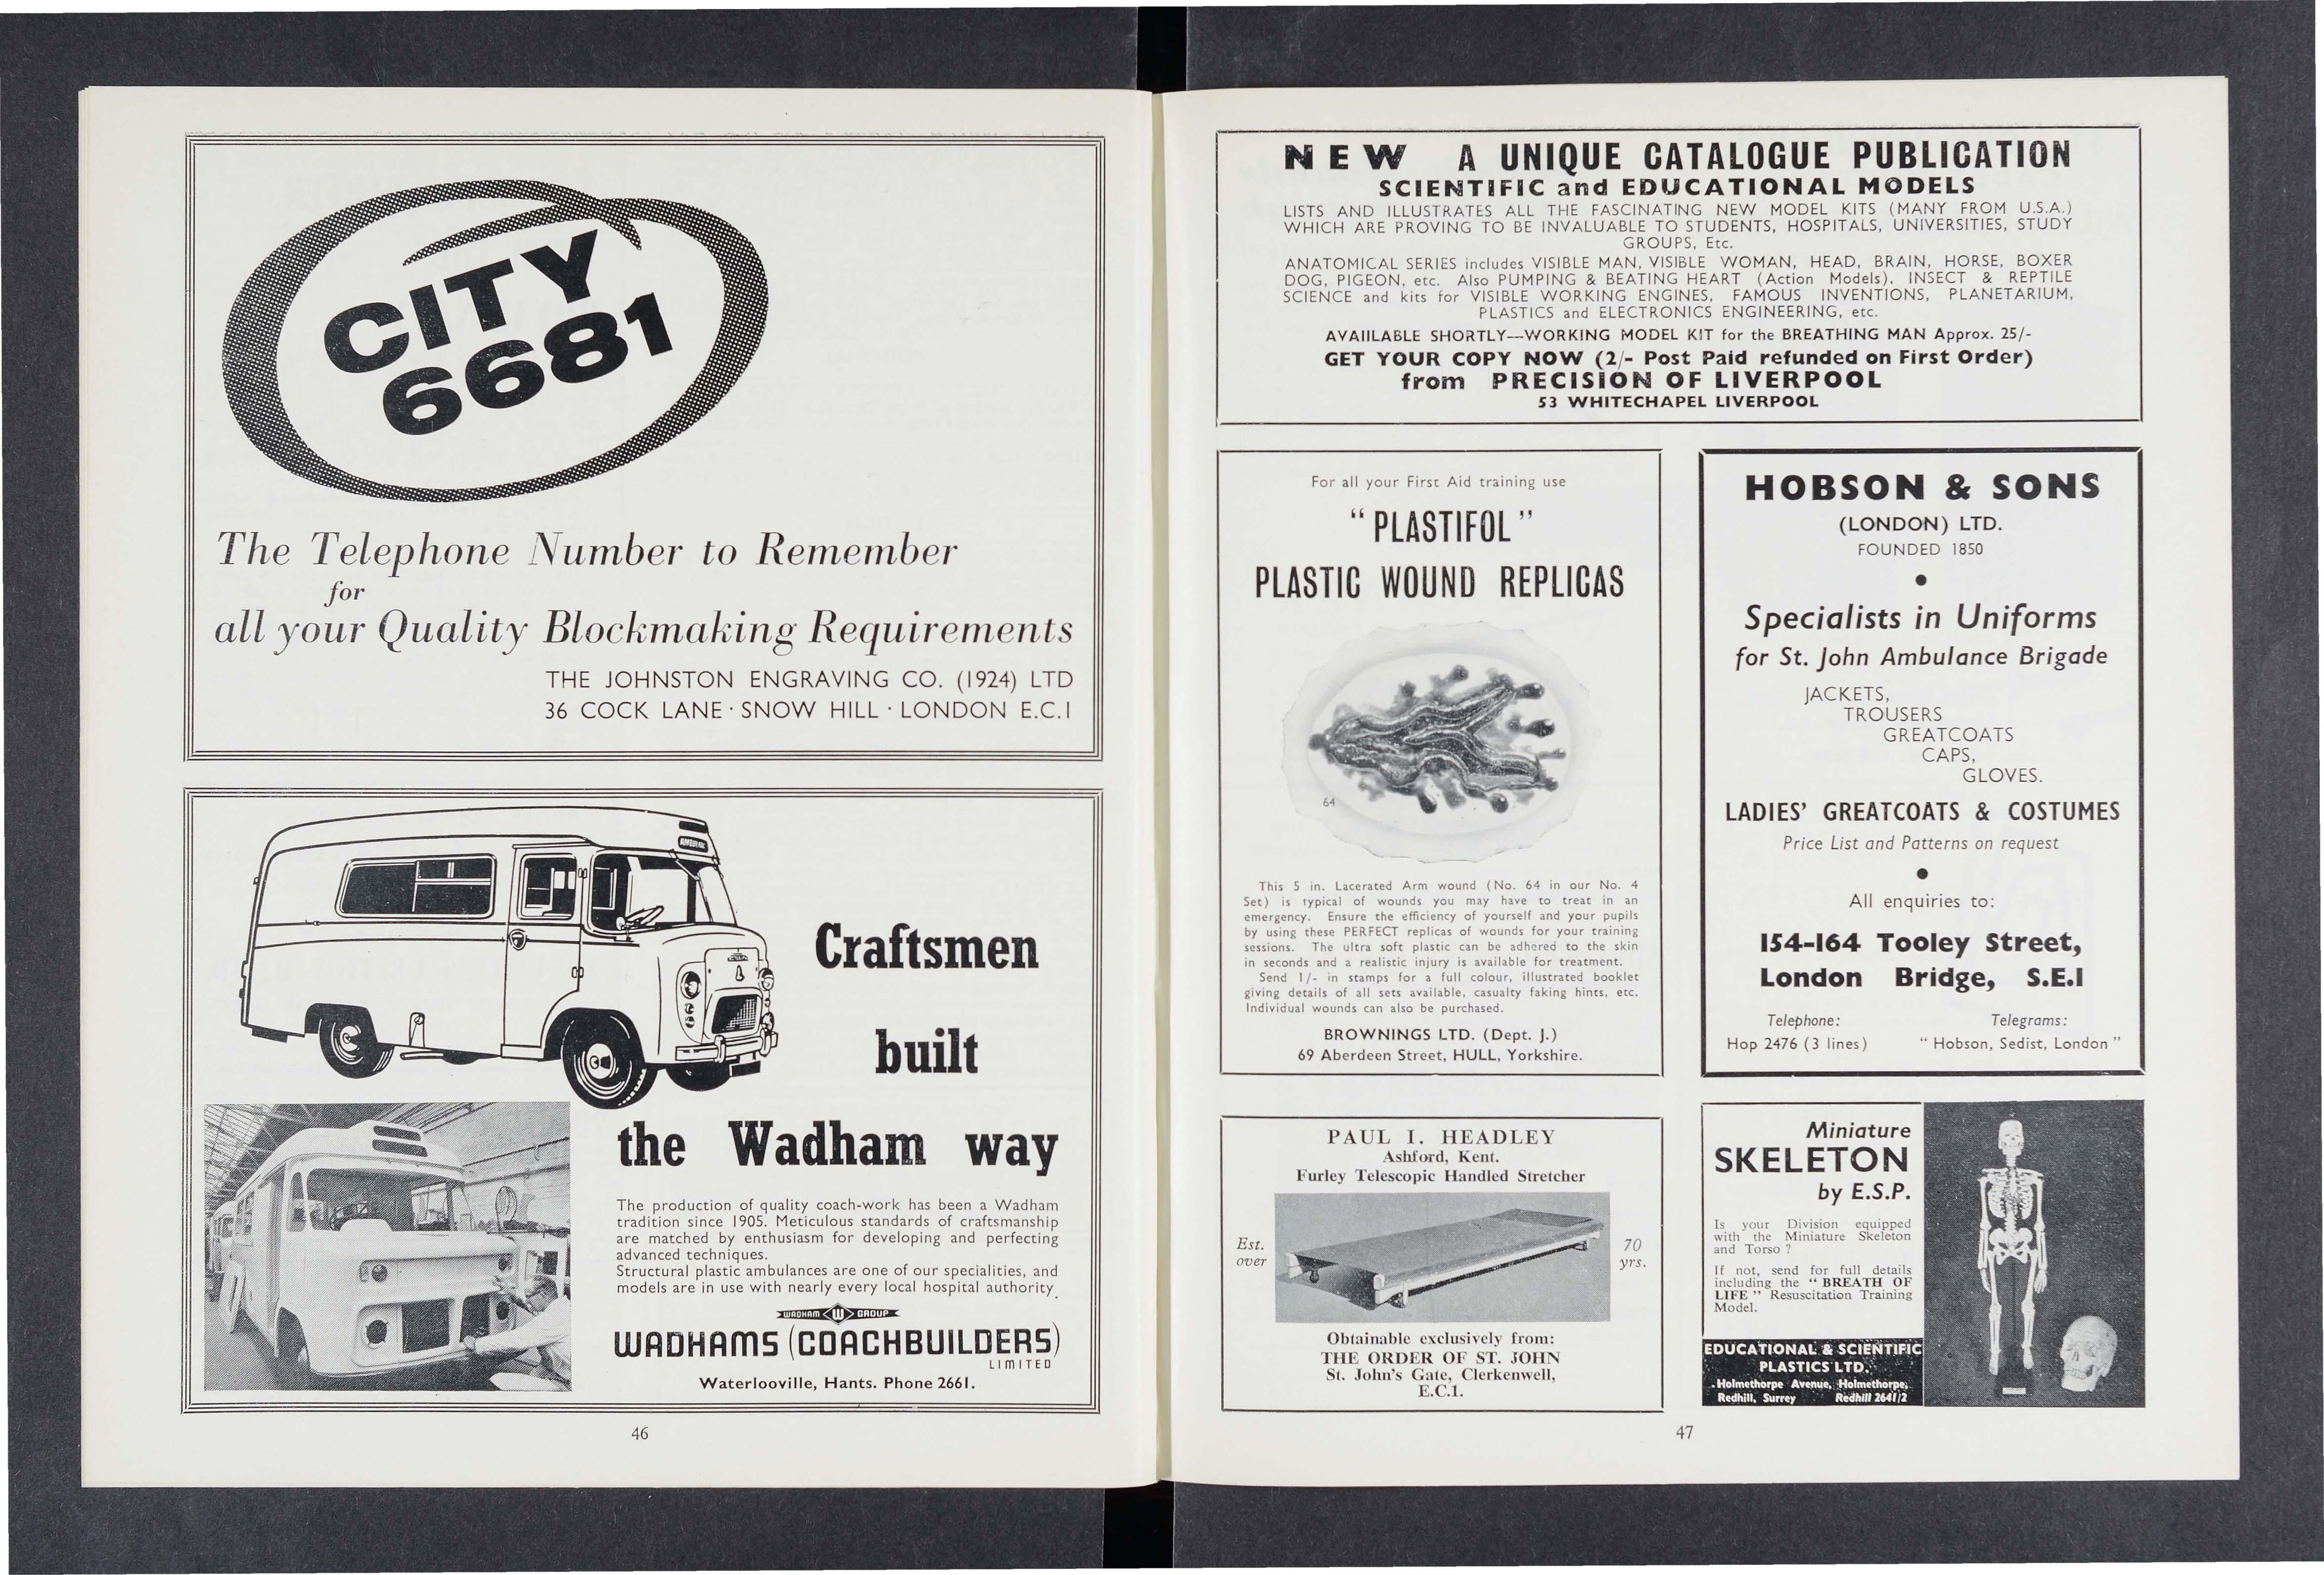 CITY
6681
The Telephone Number to Remember
for
all your Quality Blockmaking Requirements
THE JOHNSTON ENGRAVING CO. (1924) LTD
36 COCK LANE · SNOW HILL · LONDON E.C.1
AMBULANCE
Craftsmen
built
the Wadham way
The production of quality coach-work has been a Wadham
tradition since 1905. Meticulous standards of craftsmanship
are matched by enthusiasm for developing and perfecting
advanced techniques.
Structural plastic ambulances are one of our specialities, and
models are in use with nearly every local hospital authority.
WADHAM W GROUP
WADHAMS (COACHBUILDERS)
LIMITED
Waterlooville, Hants. Phone 2661.
46
NEW A UNIQUE CATALOGUE PUBLICATION
SCIENTIFIC and EDUCATIONAL MODELS
LISTS AND ILLUSTRATES ALL THE FASCINATING NEW MODEL KITS (MANY FROM U.S.A.)
WHICH ARE PROVING TO BE INVALUABLE TO STUDENTS, HOSPITALS, UNIVERSITIES, STUDY
GROUPS, Etc.
ANATOMICAL SERIES includes VISIBLE MAN, VISIBLE WOMAN, HEAD, BRAIN, HORSE, BOXER
DOG, PIGEON, etc. Also PUMPING & BEATING HEART (Action Models), INSECT & REPTILE
SCIENCE and kits for VISIBLE WORKING ENGINES, FAMOUS INVENTIONS, PLANETARIUM,
PLASTICS and ELECTRONICS ENGINEERING, etc.
AVAIILABLE SHORTLY—WORKING MODEL KIT for the BREATHING MAN Approx. 25/-
GET YOUR COPY NOW (2/- Post Paid refunded on First Order)
from PRECISION OF LIVERPOOL
53 WHITECHAPEL LIVERPOOL
For all your First Aid training use
" PLASTIFOL "
PLASTIC WOUND REPLICAS
64
This 5 in. Lacerated Arm wound (No. 64 in our No. 4
Set) is typical of wounds you may have to treat in an
emergency. Ensure the efficiency of yourself and your pupils
by using these PERFECT replicas of wounds for your training
sessions. The ultra soft plastic can be adhered to the skin
in seconds and a realistic injury is available for treatment.
Send 1/- in stamps for a full colour, illustrated booklet
giving details of all sets available, casualty faking hints, etc.
Individual wounds can also be purchased.
BROWNINGS LTD. (Dept. J.)
69 Aberdeen Street, HULL, Yorkshire.
HOBSON & SONS
(LONDON) LTD.
FOUNDED 1850
●
Specialists in Uniforms
for St. John Ambulance Brigade
JACKETS,
TROUSERS
GREATCOATS
CAPS,
GLOVES.
LADIES' GREATCOATS & COSTUMES
Price List and Patterns on request
●
All enquiries to:
154-164 Tooley Street,
London Bridge, S.E.1
Telephone: Telegrams:
Hop 2476 (3 lines) " Hobson, Sedist, London "
PAUL I. HEADLEY
Ashford, Kent.
Furley Telescopic Handled Stretcher
Est. 70
over yrs.
Obtainable exclusively from:
THE ORDER OF ST. JOHN
St. John's Gate, Clerkenwell,
E.C.1.
Miniature
SKELETON
by E.S.P.
Is your Division equipped
with the Miniature Skeleton
and Torso ?
If not, send for full details
including the " BREATH OF
LIFE " Resuscitation Training
Model.
EDUCATIONAL & SCIENTIFIC
PLASTICS LTD.
Holmethorpe Avenue, Holmethorpe,
Redhill, Surrey Redhill 2641/2
47